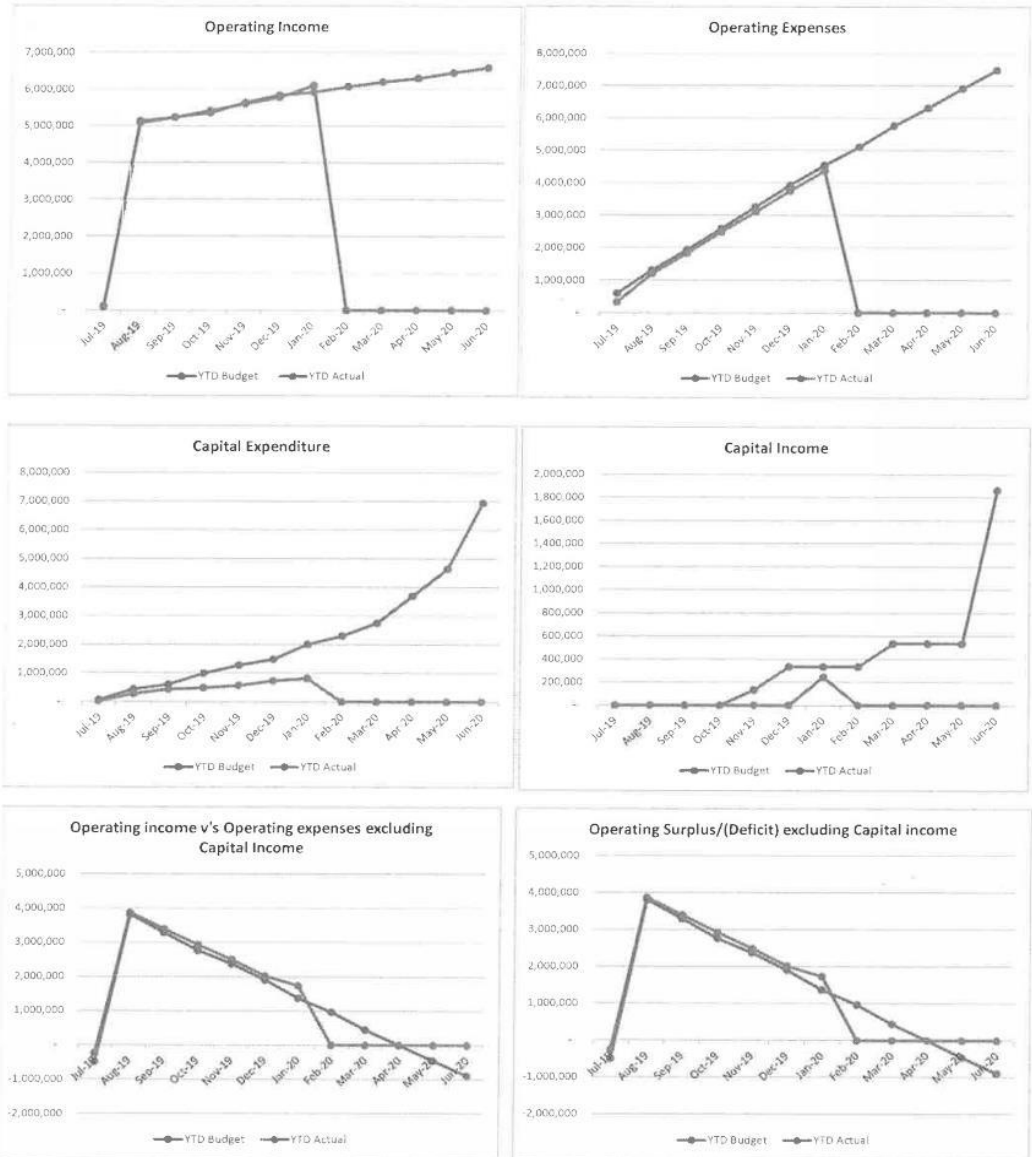 Operating Income
7,000,000
6,000,000
5,000,000
4,000,000
3,000,000
2,000,000
1,000,000
-
Jul-19 Aug-19 Sep-19 Oct-19 Nov-19 Dec-19 Jan-20 Feb-20 Mar-20 Apr-20 May-20 Jun-20
YTD Budget YTD Actual
Operating Expenses
8,000,000
7,000,000
6,000,000
5,000,000
4,000,000
3,000,000
2,000,000
1,000,000
-
Jul-19 Aug-19 Sep-19 Oct-19 Nov-19 Dec-19 Jan-20 Feb-20 Mar-20 Apr-20 May-20 Jun-20
YTD Budget YTD Actual
Capital Expenditure
8,000,000
7,000,000
6,000,000
5,000,000
4,000,000
3,000,000
2,000,000
1,000,000
-
Jul-19 Aug-19 Sep-19 Oct-19 Nov-19 Dec-19 Jan-20 Feb-20 Mar-20 Apr-20 May-20 Jun-20
YTD Budget YTD Actual
Capital Income
2,000,000
1,800,000
1,600,000
1,400,000
1,200,000
1,000,000
800,000
600,000
400,000
200,000
-
Jul-19 Aug-19 Sep-19 Oct-19 Nov-19 Dec-19 Jan-20 Feb-20 Mar-20 Apr-20 May-20 Jun-20
YTD Budget YTD Actual
Operating income v's Operating expenses excluding
Capital Income
5,000,000
4,000,000
3,000,000
2,000,000
1,000,000
-
-1,000,000
-2,000,000
Jul-19 Aug-19 Sep-19 Oct-19 Nov-19 Dec-19 Jan-20 Feb-20 Mar-20 Apr-20 May-20 Jun-20
YTD Budget YTD Actual
Operating Surplus/(Deficit) excluding Capital income
5,000,000
4,000,000
3,000,000
2,000,000
1,000,000
-
-1,000,000
-2,000,000
Jul-19 Aug-19 Sep-19 Oct-19 Nov-19 Dec-19 Jan-20 Feb-20 Mar-20 Apr-20 May-20 Jun-20
YTD Budget YTD Actual